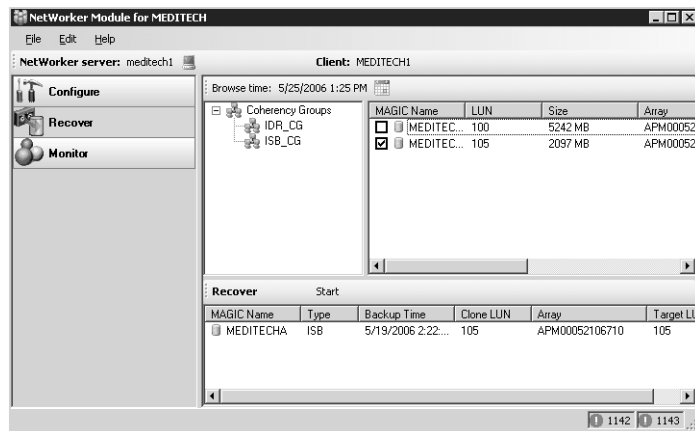 NetWorker Module for MEDITECH
File Edit Help
NetWorker server: meditech1 Client: MEDITECH1
Configure
Recover
Monitor
Browse time: 5/25/2006 1:25 PM
Coherency Groups
IDR_CG
ISB_CG
MAGIC Name LUN Size Array
MEDITEC... 100 5242 MB APM00052
MEDITEC... 105 2097 MB APM00052
Recover Start
MAGIC Name Type Backup Time Clone LUN Array Target LU
MEDITECHA ISB 5/19/2006 2:22:... 105 APM00052106710 105
1142 1143